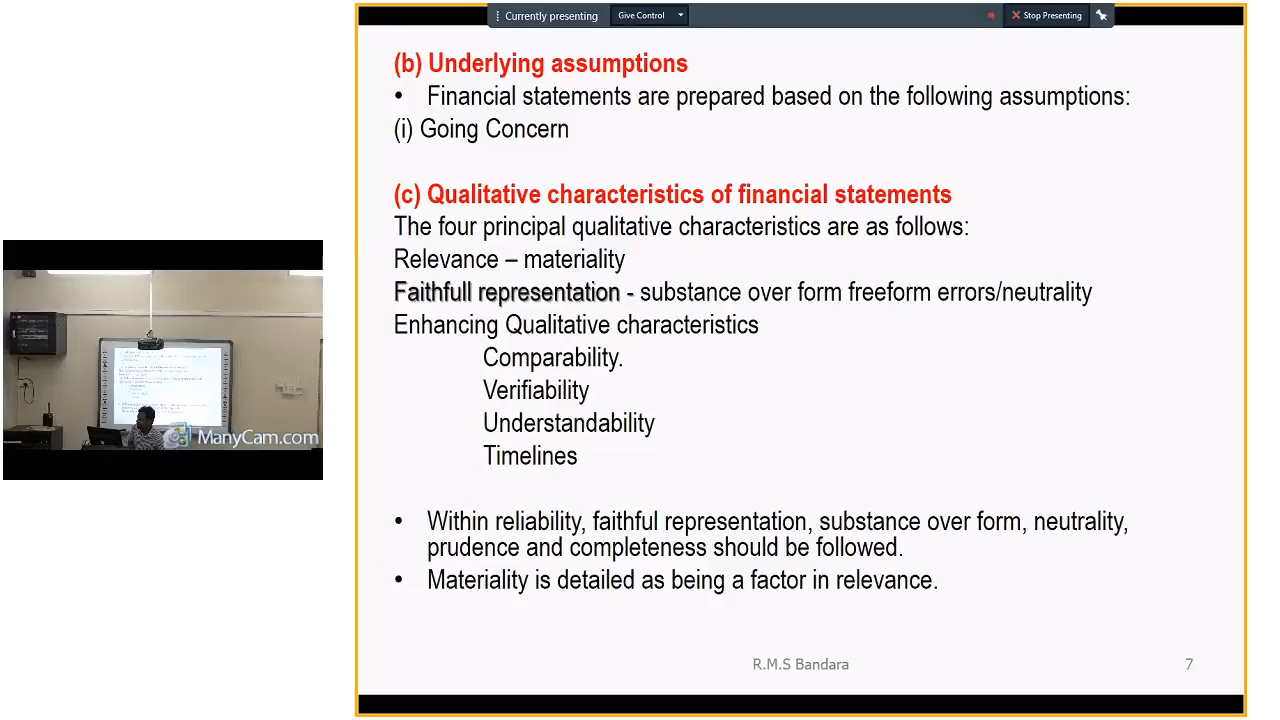 Currently presenting
Give Control
Stop Presenting
(b) Underlying assumptions
• Financial statements are prepared based on the following assumptions:
(i) Going Concern
(c) Qualitative characteristics of financial statements
The four principal qualitative characteristics are as follows:
Relevance – materiality
Faithfull representation - substance over form freeform errors/neutrality
Enhancing Qualitative characteristics
Comparability.
Verifiability
Understandability
Timelines
• Within reliability, faithful representation, substance over form, neutrality,
prudence and completeness should be followed.
• Materiality is detailed as being a factor in relevance.
R.M.S Bandara
7
ManyCam.com